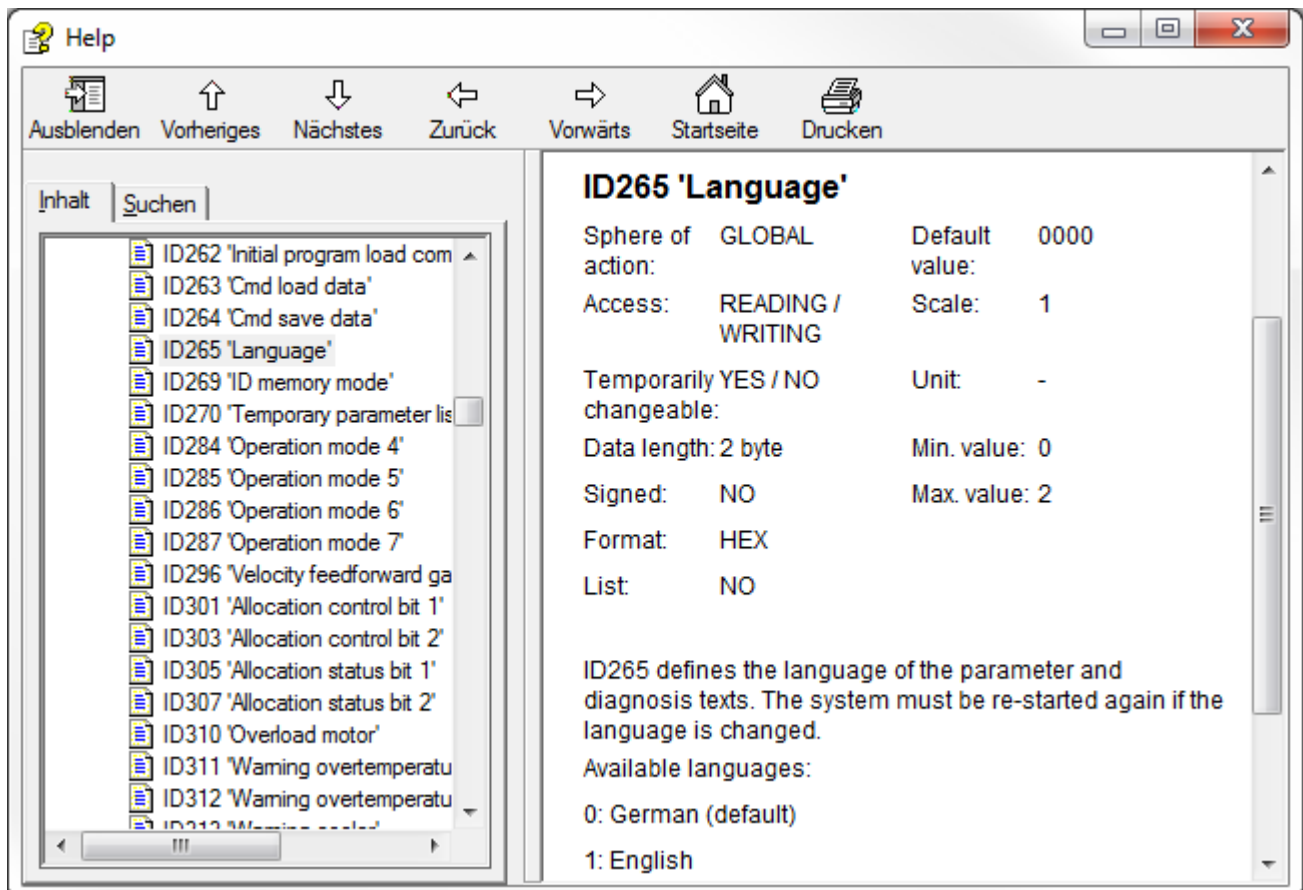 Help
Ausblenden Vorheriges Nächstes Zurück Vorwärts Startseite Drucken
Inhalt Suchen
ID262 'Initial program load com
ID263 'Cmd load data'
ID264 'Cmd save data'
ID265 'Language'
ID269 'ID memory mode'
ID270 'Temporary parameter lis
ID284 'Operation mode 4'
ID285 'Operation mode 5'
ID286 'Operation mode 6'
ID287 'Operation mode 7'
ID296 'Velocity feedforward ga
ID301 'Allocation control bit 1'
ID303 'Allocation control bit 2'
ID305 'Allocation status bit 1'
ID307 'Allocation status bit 2'
ID310 'Overload motor'
ID311 'Warning overtemperatu
ID312 'Warning overtemperatu
ID313 'Warning cooler'
ID265 'Language'
Sphere of GLOBAL Default 0000
action: value:
Access: READING / Scale: 1
WRITING
Temporarily YES / NO Unit: -
changeable:
Data length: 2 byte Min. value: 0
Signed: NO Max. value: 2
Format: HEX
List: NO
ID265 defines the language of the parameter and
diagnosis texts. The system must be re-started again if the
language is changed.
Available languages:
0: German (default)
1: English